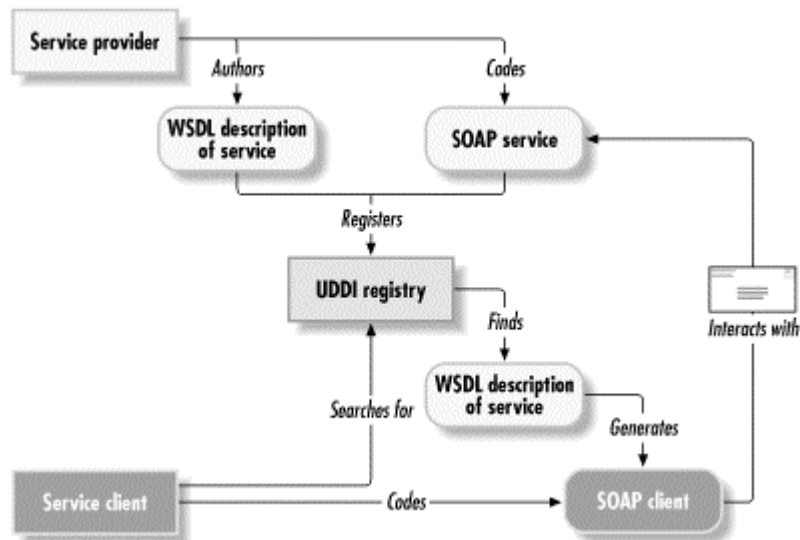 Service provider
Authors
Codes
WSDL description
of service
SOAP service
Registers
UDDI registry
Finds
Interacts with
WSDL description
of service
Searches for
Generates
Service client
Codes
SOAP client